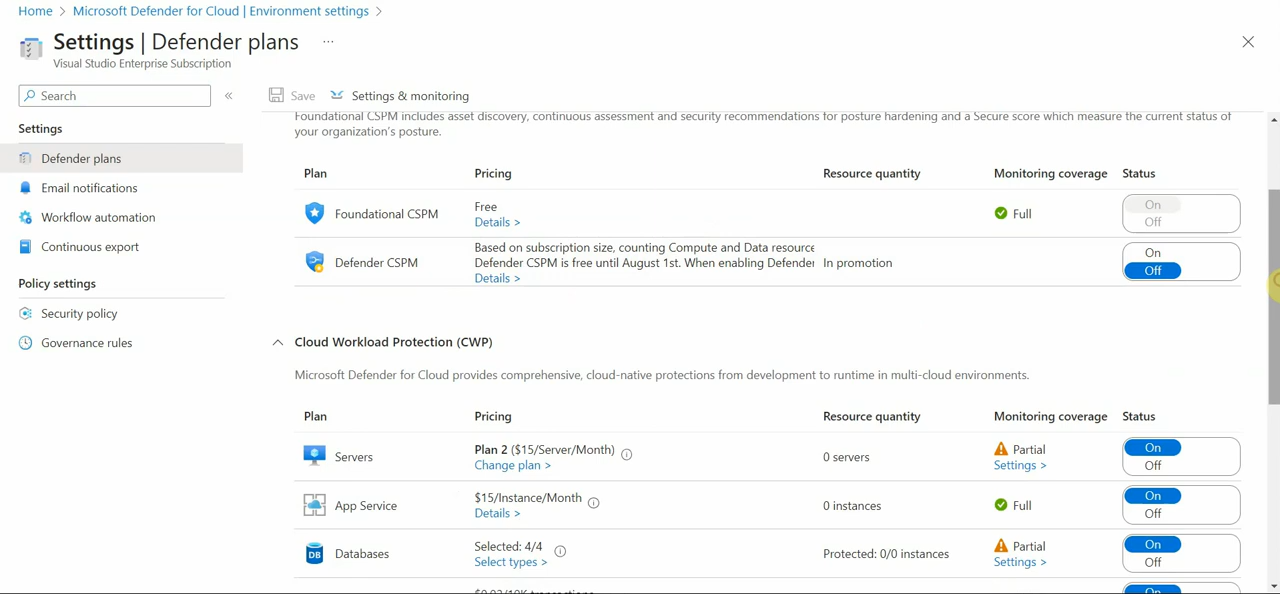 Home > Microsoft Defender for Cloud | Environment settings >
Settings | Defender plans ...
Visual Studio Enterprise Subscription
Search «
Save Settings & monitoring
Settings
Defender plans
Email notifications
Workflow automation
Continuous export
Policy settings
Security policy
Governance rules
Foundational CSPM includes asset discovery, continuous assessment and security recommendations for posture hardening and a Secure score which measure the current status of
your organization's posture.
Plan Pricing Resource quantity Monitoring coverage Status
Foundational CSPM Free Full On
Details > Off
Based on subscription size, counting Compute and Data resource On
Defender CSPM Defender CSPM is free until August 1st. When enabling Defender In promotion Off
Details >
Cloud Workload Protection (CWP)
Microsoft Defender for Cloud provides comprehensive, cloud-native protections from development to runtime in multi-cloud environments.
Plan Pricing Resource quantity Monitoring coverage Status
Servers Plan 2 ($15/Server/Month) 0 servers Partial On
Change plan > Settings > Off
App Service $15/Instance/Month 0 instances Full On
Details > Off
Databases Selected: 4/4 Protected: 0/0 instances Partial On
DB Select types > Settings > Off